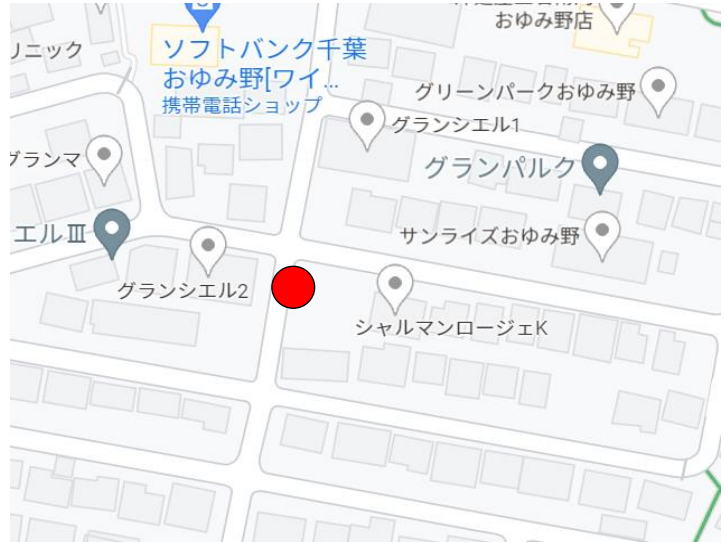 おゆみ野店
リニック
ソフトバンク千葉
おゆみ野[ワイ...
携帯電話ショップ
グリーンパークおゆみ野
グランシエル1
グランマ
グランパルク
エルⅢ
サンライズおゆみ野
グランシエル2
シャルマンロージェK